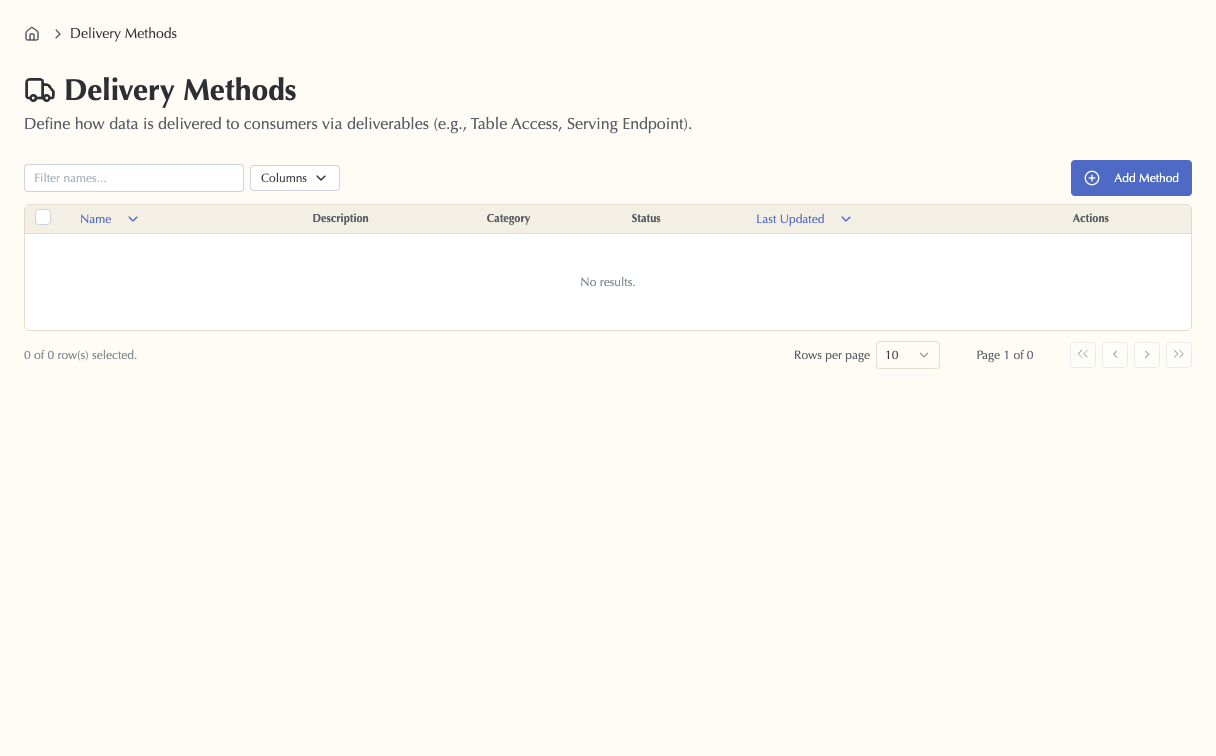 Delivery Methods
Delivery Methods
Define how data is delivered to consumers via deliverables (e.g., Table Access, Serving Endpoint).
Filter names... Columns Add Method
Name Description Category Status Last Updated Actions
No results.
0 of 0 row(s) selected. Rows per page 10 Page 1 of 0